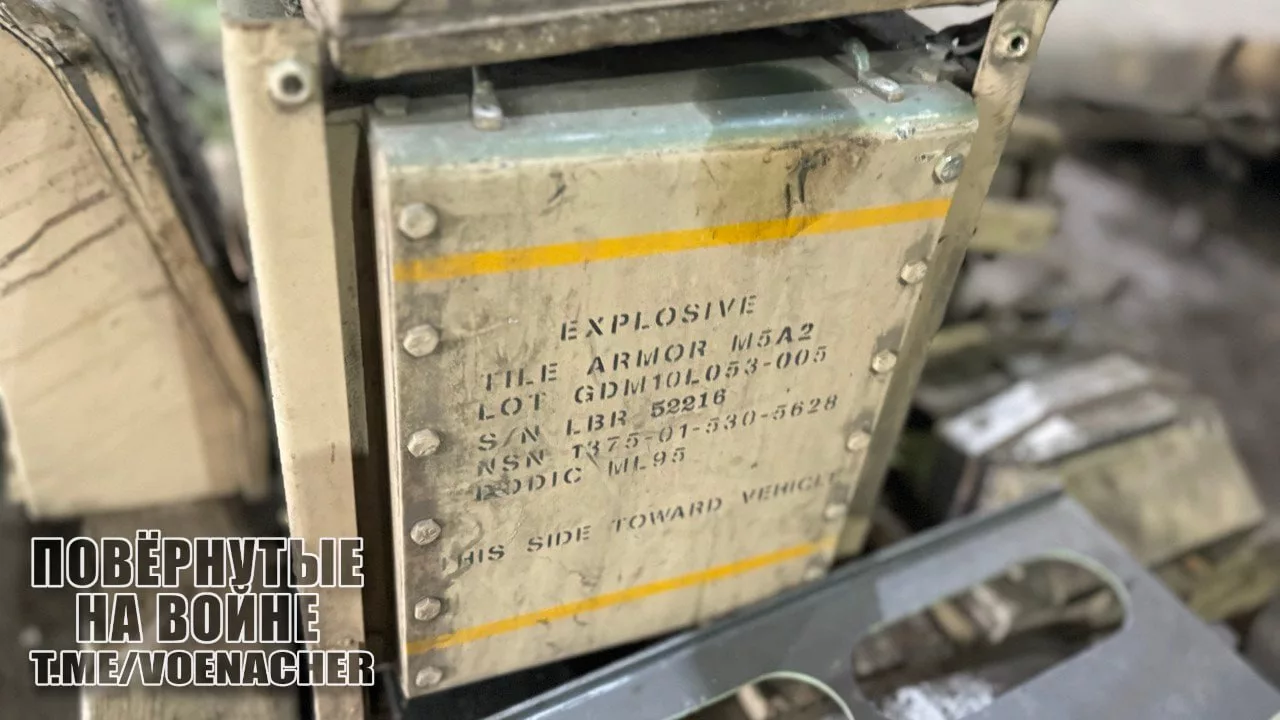 EXPLOSIVE
TILE ARMOR M5A2
LOT GDM10L053-005
S/N LBR 52216
NSN 1375-01-530-5628
DODIC ML95
THIS SIDE TOWARD VEHICLE
ПОВЁРНУТЫЕ
НА ВОЙНЕ
T.ME/VOENACHER